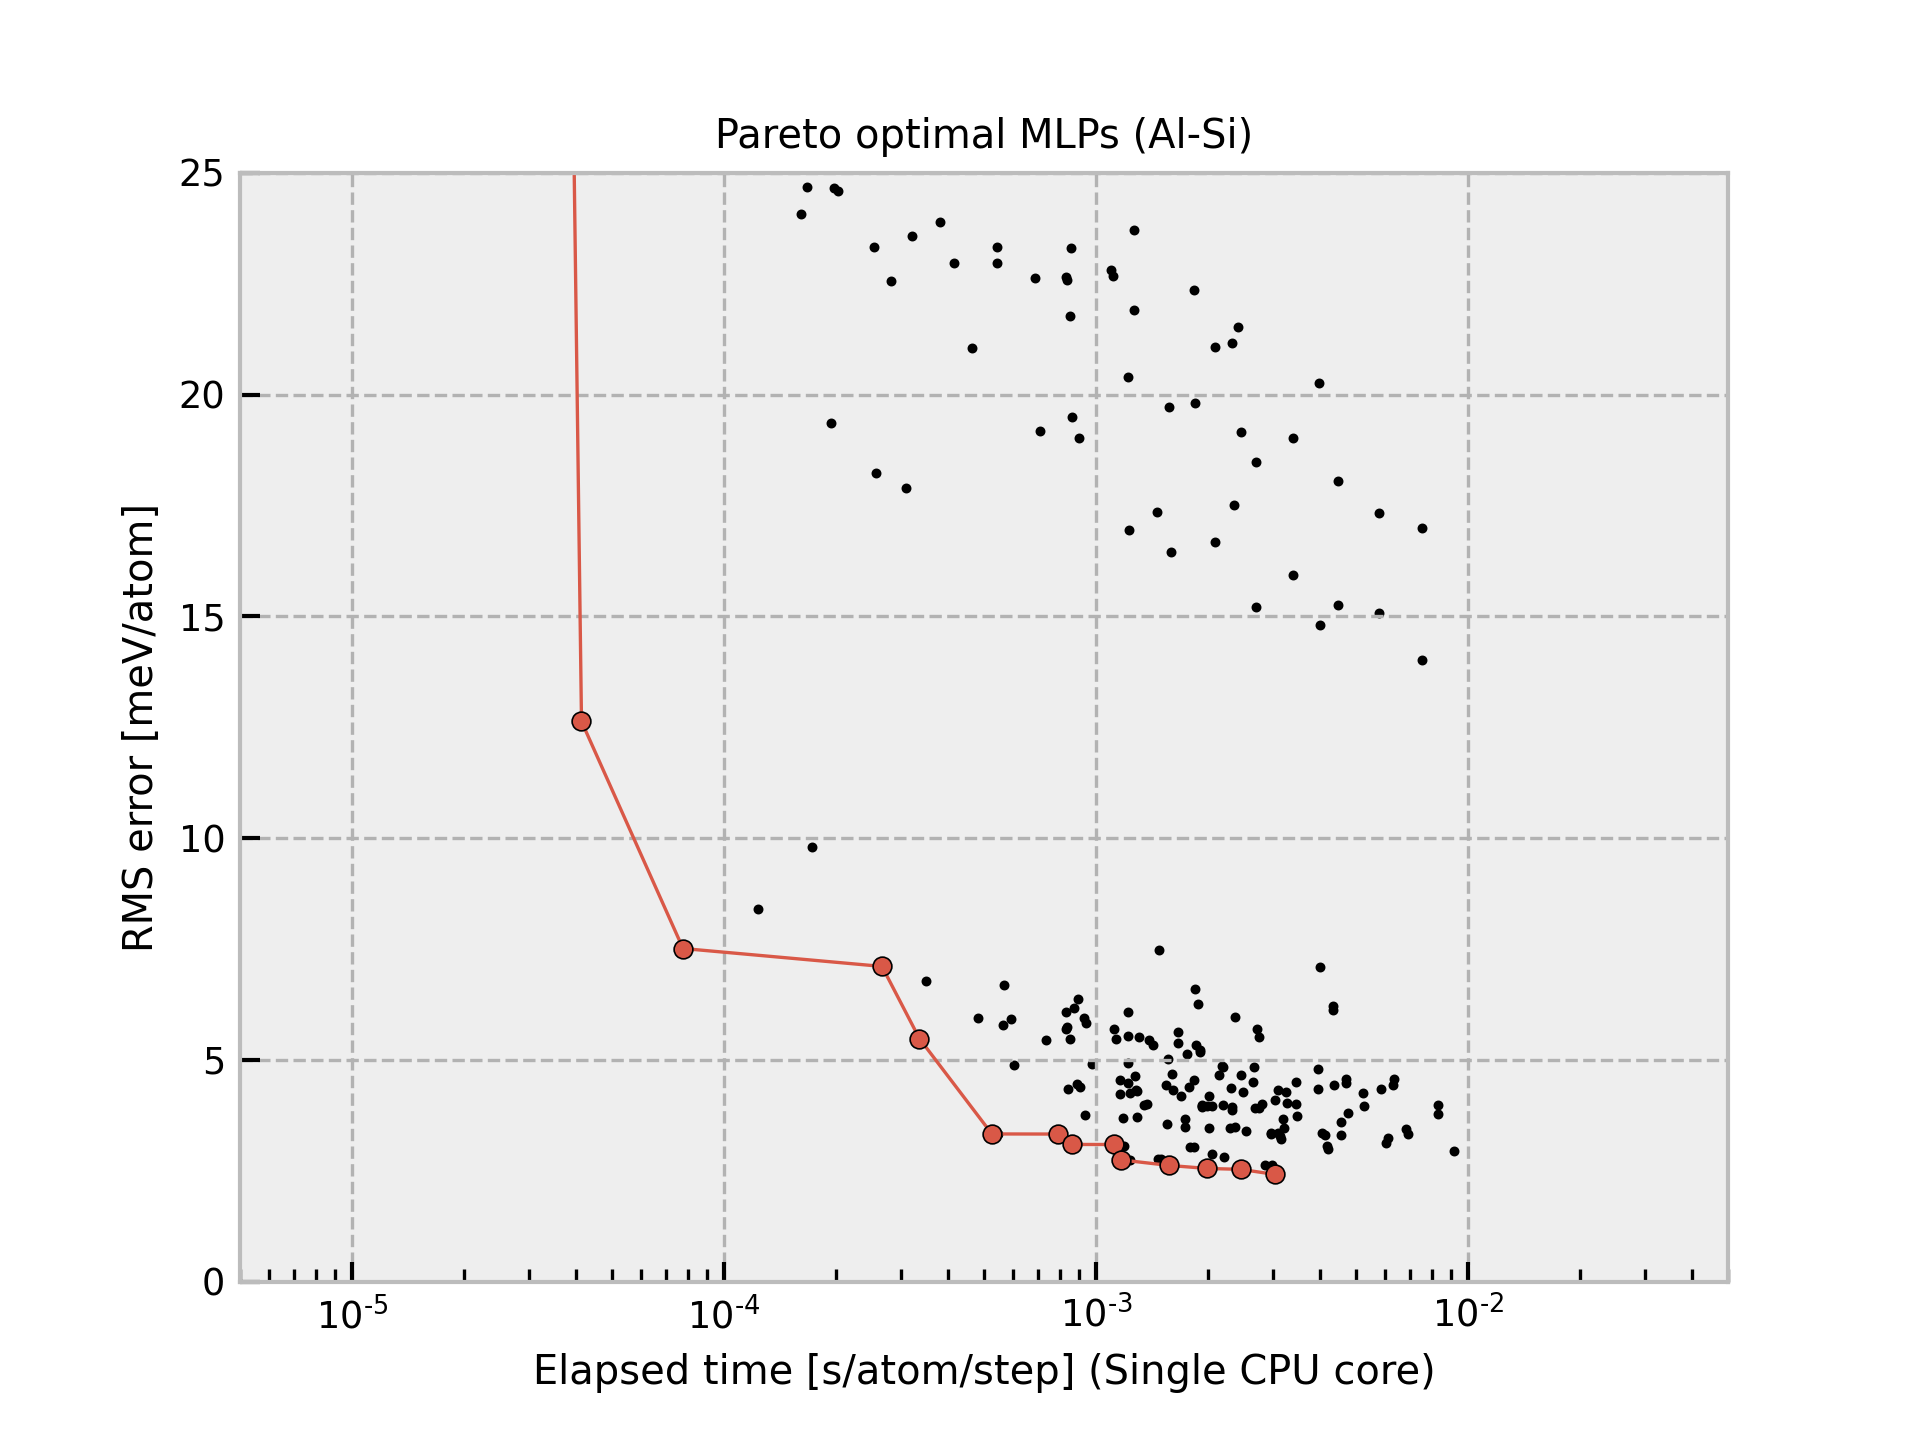 Pareto optimal MLPs (Al-Si)
25
20
15
10
5
0
RMS error [meV/atom]
10-5 10-4 10-3 10-2
Elapsed time [s/atom/step] (Single CPU core)